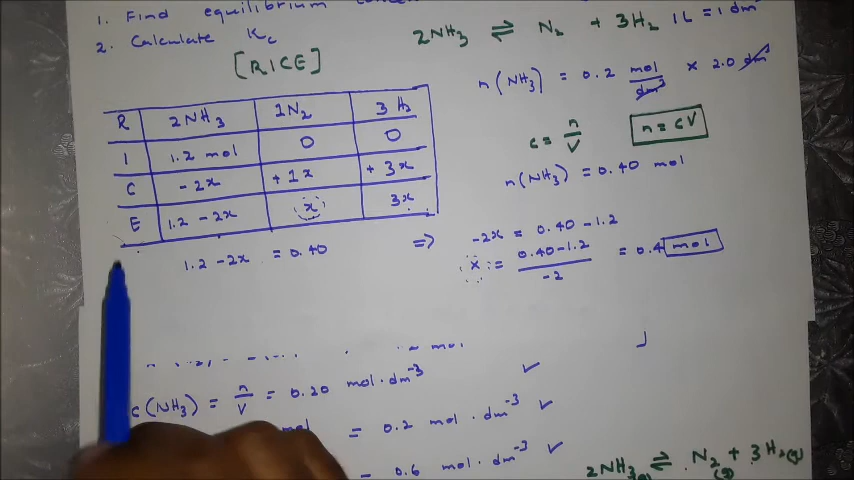 1. Find equilibrium
2. Calculate Kc
2NH₃ ⇌ N₂ + 3H₂ 1L = 1 dm³
[RICE]
R 2NH₃ 1N₂ 3H₂
I 1.2 mol 0 0
C -2x +1x +3x
E 1.2 - 2x x 3x
1.2 - 2x = 0.40 =>
n(NH₃) = 0.2 mol/dm³ x 2.0 dm³
c = n/V n = cV
n(NH₃) = 0.40 mol
-2x = 0.40 - 1.2
x = (0.40 - 1.2)/-2 = 0.4 mol
mol
c(NH₃) = n/V = 0.20 mol·dm⁻³ ✓
mol = 0.2 mol·dm⁻³ ✓
= 0.6 mol·dm⁻³ ✓
2NH₃(g) ⇌ N₂(g) + 3H₂(g)